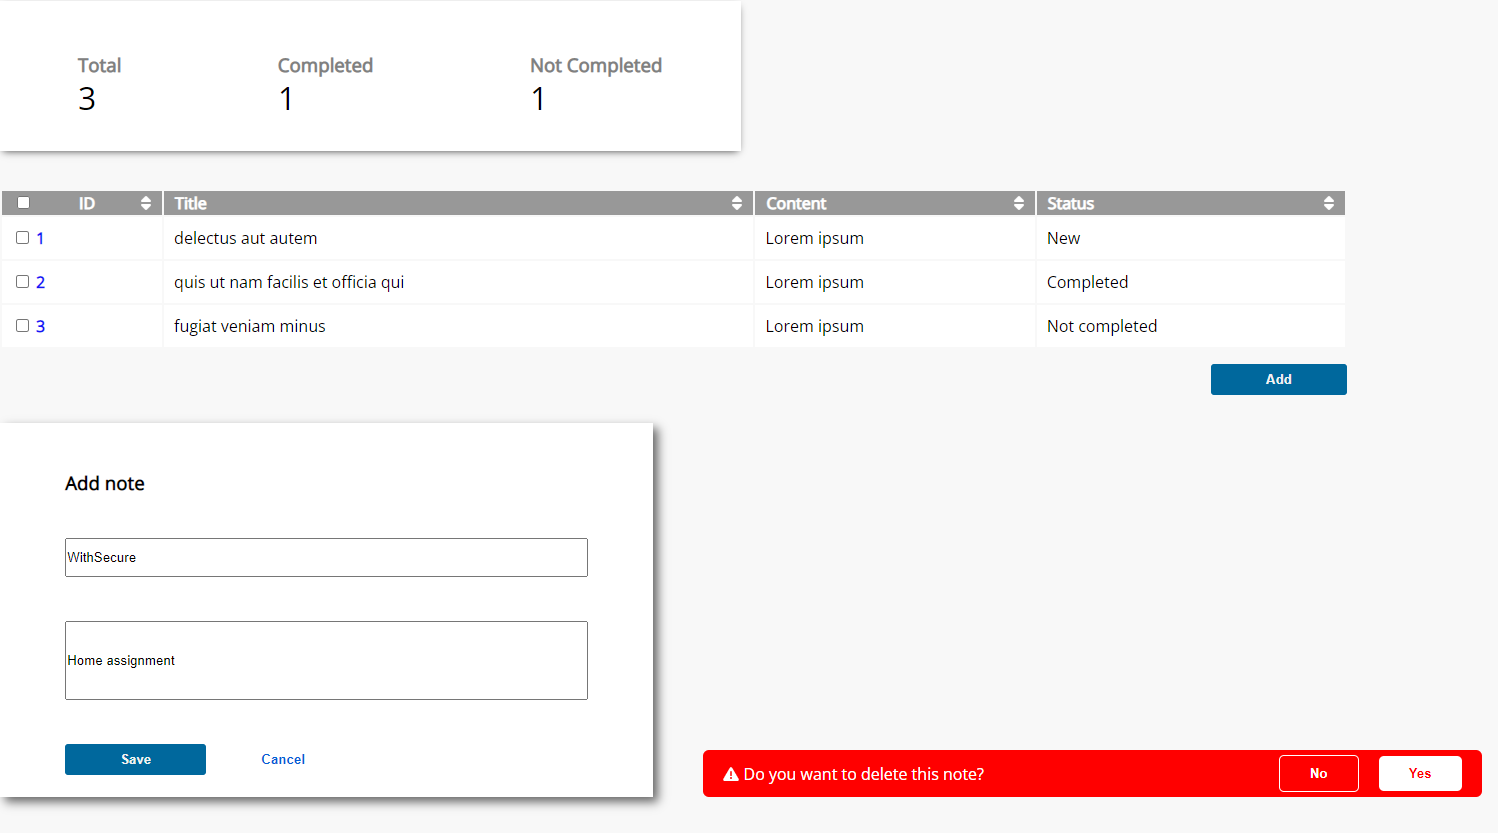 Total Completed Not Completed
3 1 1
ID Title Content Status
1 delectus aut autem Lorem ipsum New
2 quis ut nam facilis et officia qui Lorem ipsum Completed
3 fugiat veniam minus Lorem ipsum Not completed
Add
Add note
WithSecure
Home assignment
Save Cancel
Do you want to delete this note? No Yes